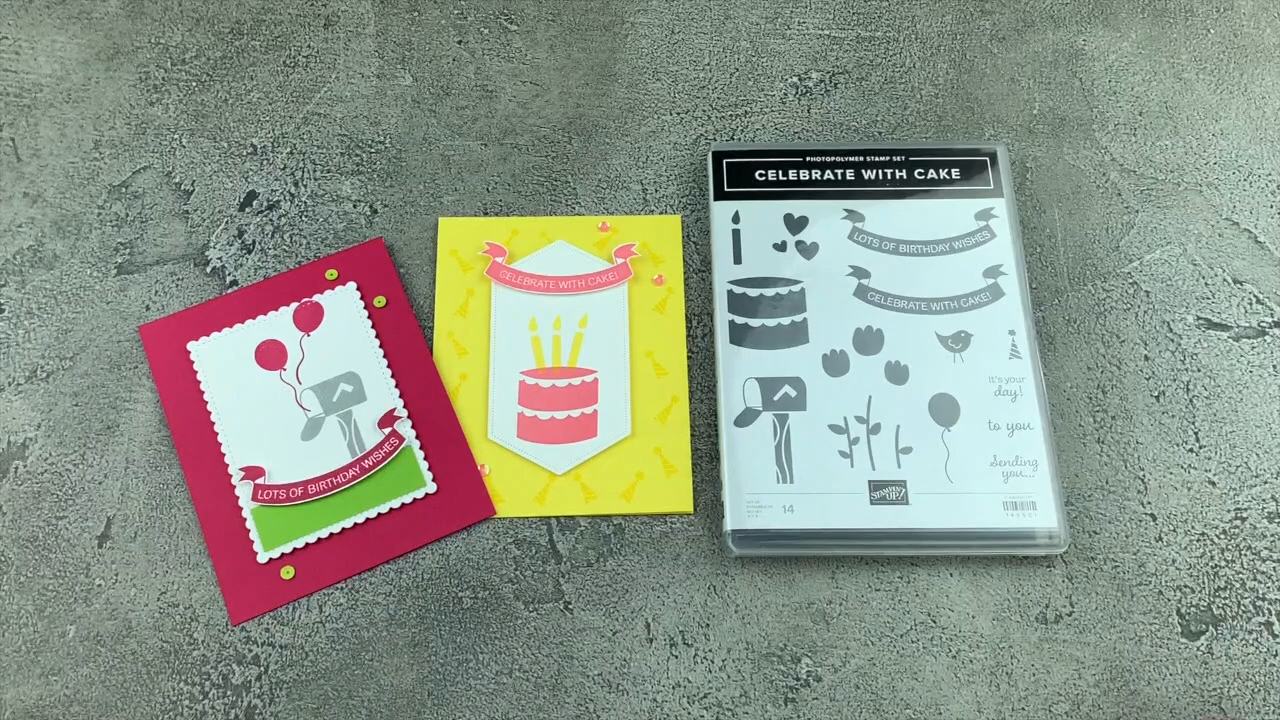 LOTS OF BIRTHDAY WISHES
CELEBRATE WITH CAKE!
PHOTOPOLYMER STAMP SET
CELEBRATE WITH CAKE
LOTS OF BIRTHDAY WISHES
CELEBRATE WITH CAKE!
It's your
day!
to you
Sending
you...
STAMPIN'
UP!
14